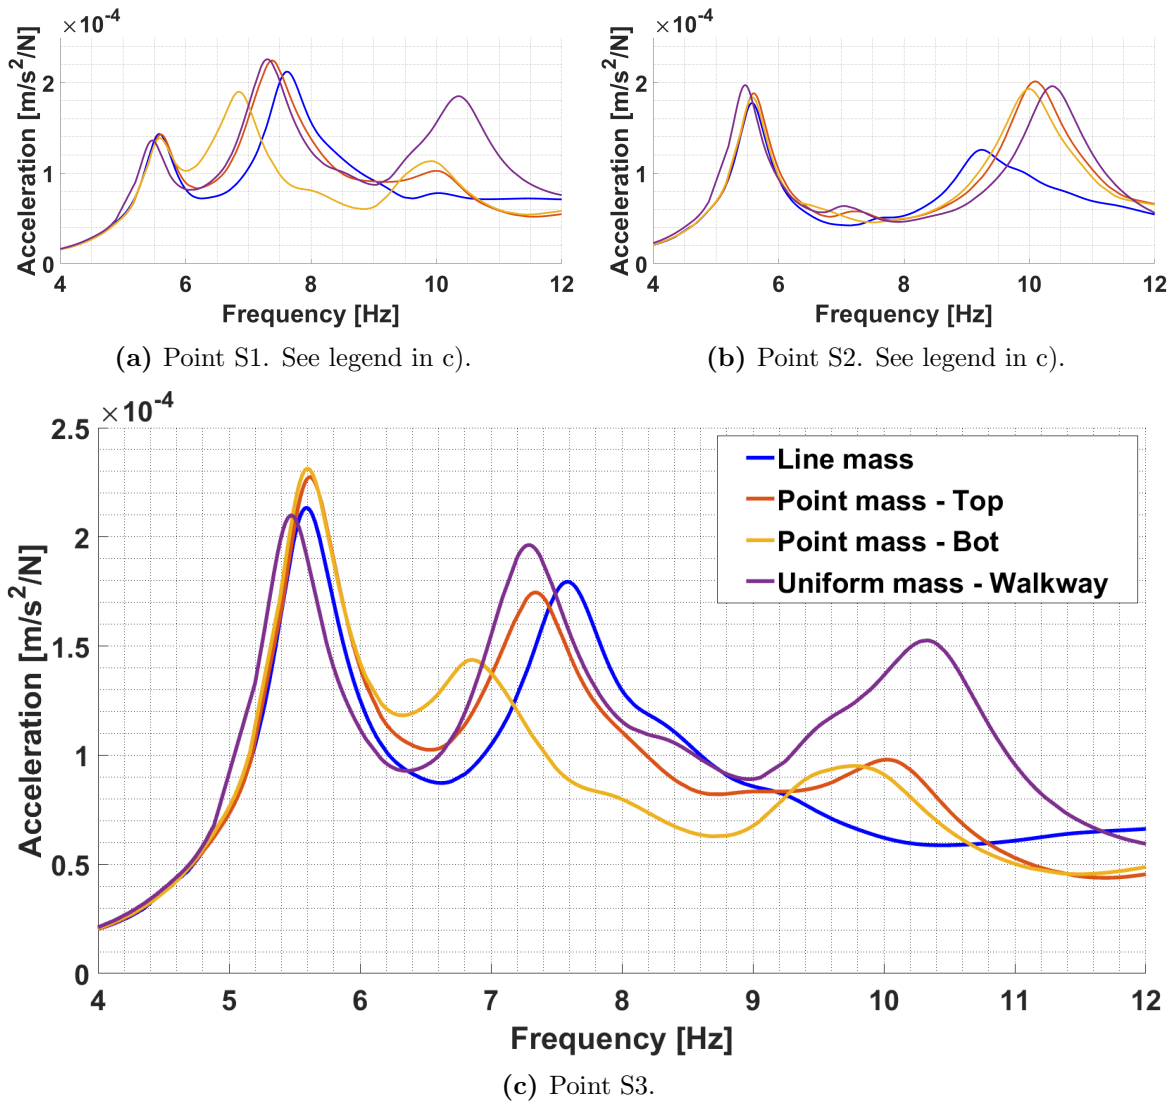 ×10⁻⁴
Acceleration [m/s²/N]
2
1
0
4 6 8 10 12
Frequency [Hz]
(a) Point S1. See legend in c).
×10⁻⁴
Acceleration [m/s²/N]
2
1
0
4 6 8 10 12
Frequency [Hz]
(b) Point S2. See legend in c).
×10⁻⁴
Acceleration [m/s²/N]
2.5
2
1.5
1
0.5
0
4 5 6 7 8 9 10 11 12
Frequency [Hz]
Line mass
Point mass - Top
Point mass - Bot
Uniform mass - Walkway
(c) Point S3.